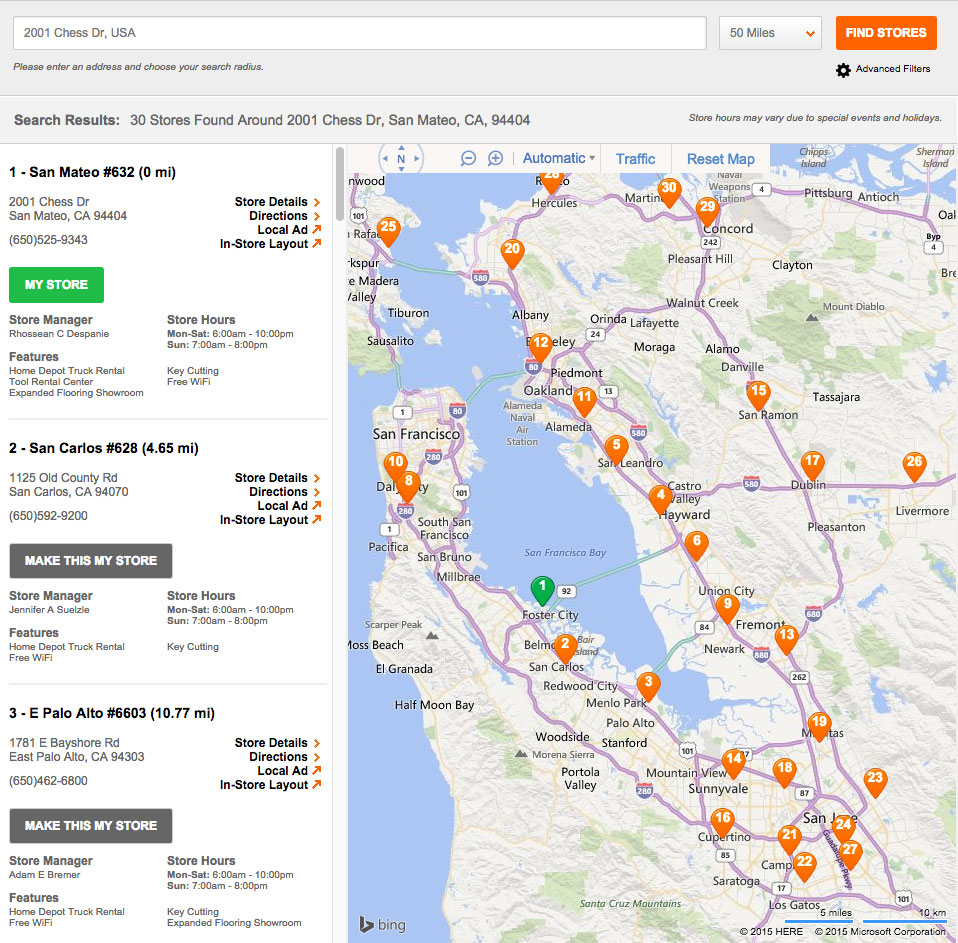 2001 Chess Dr, USA
50 Miles
FIND STORES
Please enter an address and choose your search radius.
Advanced Filters
Search Results: 30 Stores Found Around 2001 Chess Dr, San Mateo, CA, 94404
Store hours may vary due to special events and holidays.
1 - San Mateo #632 (0 mi)
2001 Chess Dr
San Mateo, CA 94404
(650)525-9343
Store Details
Directions
Local Ad
In-Store Layout
MY STORE
Store Manager
Rhossean C Despanie
Store Hours
Mon-Sat: 6:00am - 10:00pm
Sun: 7:00am - 8:00pm
Features
Home Depot Truck Rental
Tool Rental Center
Expanded Flooring Showroom
Key Cutting
Free WiFi
2 - San Carlos #628 (4.65 mi)
1125 Old County Rd
San Carlos, CA 94070
(650)592-9200
Store Details
Directions
Local Ad
In-Store Layout
MAKE THIS MY STORE
Store Manager
Jennifer A Suelzle
Store Hours
Mon-Sat: 6:00am - 10:00pm
Sun: 7:00am - 8:00pm
Features
Home Depot Truck Rental
Free WiFi
Key Cutting
3 - E Palo Alto #6603 (10.77 mi)
1781 E Bayshore Rd
East Palo Alto, CA 94303
(650)462-6800
Store Details
Directions
Local Ad
In-Store Layout
MAKE THIS MY STORE
Store Manager
Adam E Bremer
Store Hours
Mon-Sat: 6:00am - 10:00pm
Sun: 7:00am - 8:00pm
Features
Home Depot Truck Rental
Free WiFi
Key Cutting
Expanded Flooring Showroom
N
Automatic
Traffic
Reset Map
Chipps
Island
Sherman
Island
nwood
28
Hercules
30
Martin
Naval
Weapons
Station
4
Pittsburg
Antioch
101
25
Rafa
29
Concord
242
Oa
Byp
4
20
580
Pleasant Hill
Clayton
Bre
rkspur
te Madera
Valley
Tiburon
Albany
Walnut Creek
Mount Diablo
Sausalito
12
80
24
Orinda
Lafayette
Moraga
Alamo
Danville
Piedmont
Oakland
13
15
San Ramon
Tassajara
1
80
Alameda
Naval
Air
Station
11
Alameda
San Francisco
280
5
580
San Leandro
10
8
280
101
4
Castro
Valley
Hayward
580
17
Dublin
26
Livermore
1
Pacifica
South San
Francisco
San Bruno
Millbrae
San Francisco Bay
6
Pleasanton
1
92
Foster City
Union City
9
680
Scarper Peak
84
Fremont
13
Newark
880
Moss Beach
2
Bair
Island
San Carlos
El Granada
Redwood City
3
Menlo Park
262
Half Moon Bay
Palo Alto
19
Woodside
Stanford
101
Morena Sierra
14
Mountain View
18
23
Portola
Valley
280
Sunnyvale
87
16
Cupertino
24
21
27
85
22
Guadalupe Pkwy
Saratoga
17
Santa Cruz Mountains
Los Gatos
101
5 miles
10 km
bing
© 2015 HERE © 2015 Microsoft Corporation